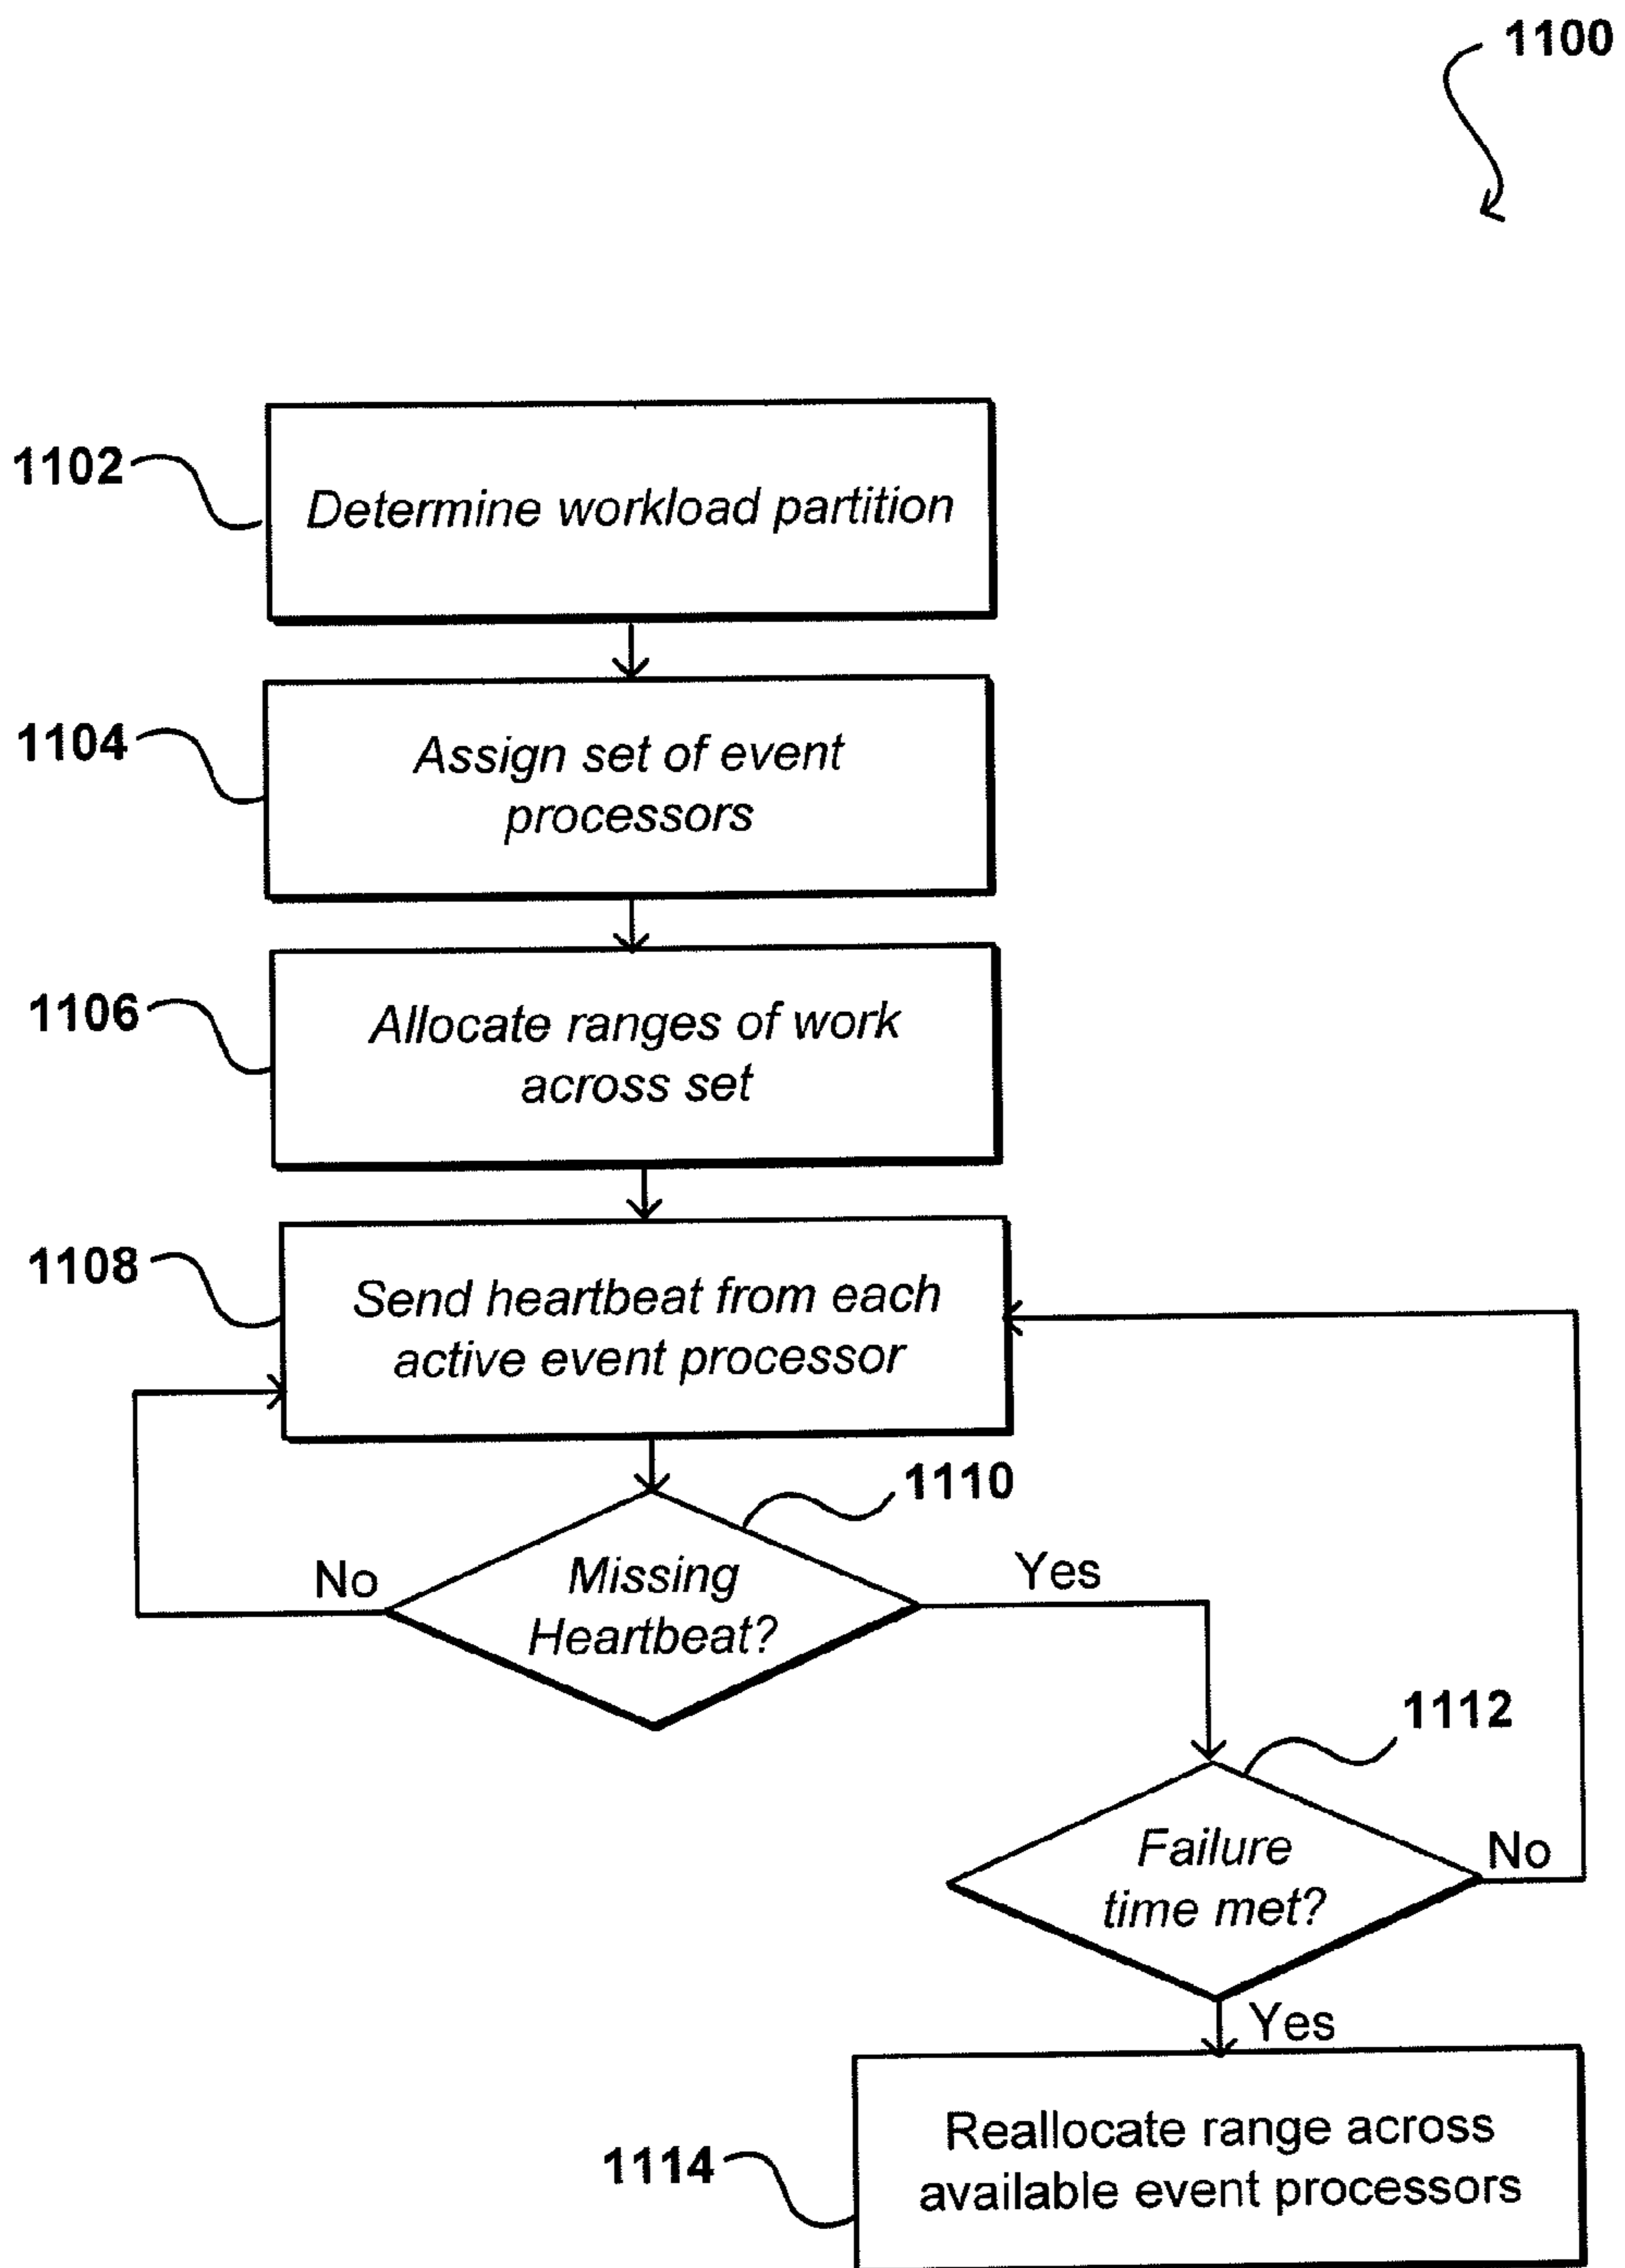 1100
1102
Determine workload partition
1104
Assign set of event
processors
1106
Allocate ranges of work
across set
1108
Send heartbeat from each
active event processor
1110
No
Missing
Heartbeat?
Yes
1112
Failure
time met?
No
Yes
1114
Reallocate range across
available event processors